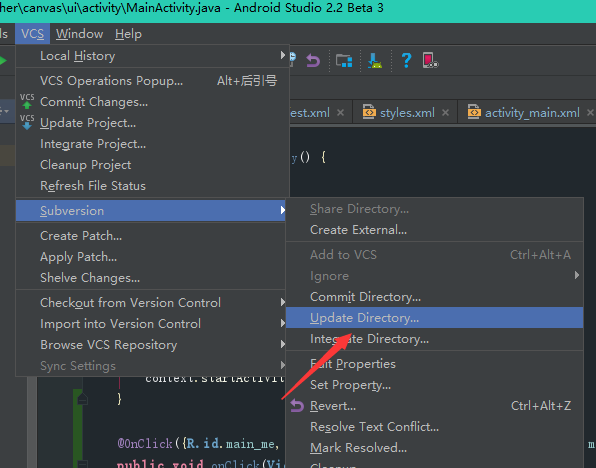 her\canvas\ui\activity\MainActivity.java - Android Studio 2.2 Beta 3
ls VCS Window Help
Local History
VCS Operations Popup... Alt+后引号
VCS Commit Changes...
VCS Update Project...
Integrate Project...
Cleanup Project
Refresh File Status
Subversion
Create Patch...
Apply Patch...
Shelve Changes...
Checkout from Version Control
Import into Version Control
Browse VCS Repository
Sync Settings
est.xml styles.xml activity_main.xml
y() {
Share Directory...
Create External...
Add to VCS Ctrl+Alt+A
Ignore
Commit Directory...
Update Directory...
Integrate Directory...
Edit Properties
Set Property...
Revert... Ctrl+Alt+Z
Resolve Text Conflict...
Mark Resolved...
Cleanup
context.startActivit
}
@OnClick({R.id.main_me,
public void onClick(Vi